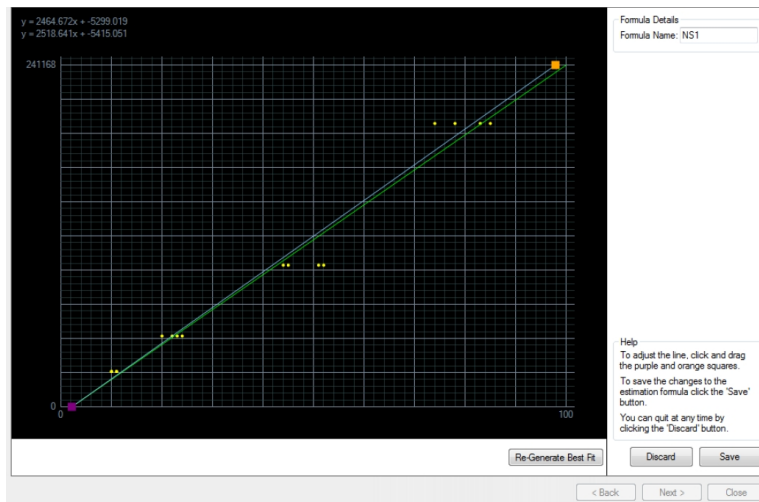 y = 2464.672x + -5299.019
y = 2518.641x + -5415.051
241168
0
0
100
Re-Generate Best Fit
Formula Details
Formula Name: NS1
Help
To adjust the line, click and drag
the purple and orange squares.
To save the changes to the
estimation formula click the 'Save'
button.
You can quit at any time by
clicking the 'Discard' button.
Discard
Save
< Back
Next >
Close